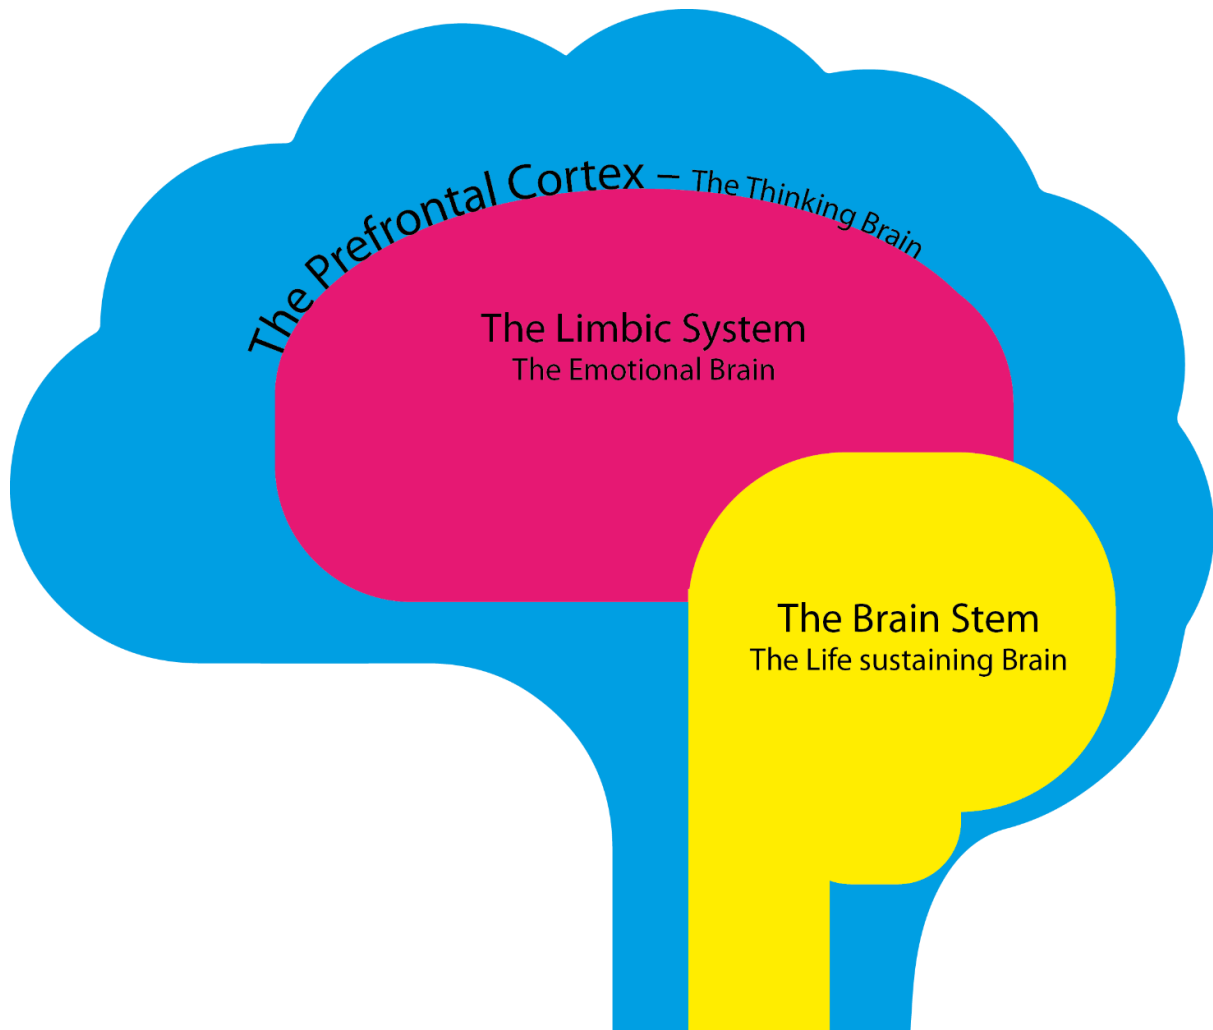 The Prefrontal Cortex – The Thinking Brain
The Limbic System
The Emotional Brain
The Brain Stem
The Life sustaining Brain